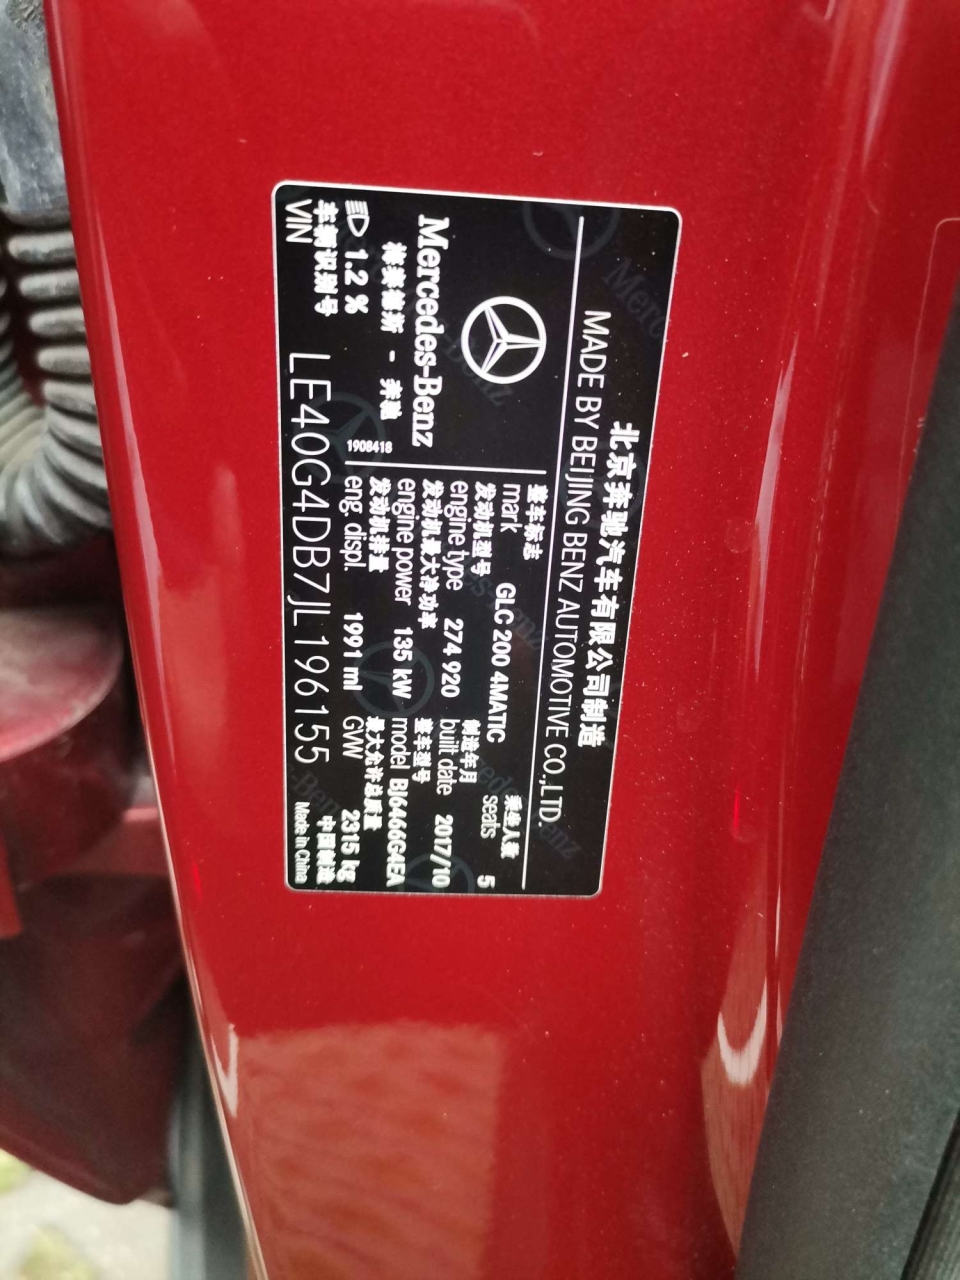 北京奔驰汽车有限公司制造
MADE BY BEIJING BENZ AUTOMOTIVE CO.,LTD.
Mercedes-Benz
梅赛德斯 - 奔驰
1908418
1.2 %
整车标志
mark GLC 200 4MATIC
乘坐人数
seats 5
发动机型号
engine type 274 920
制造年月
built date 2017/10
发动机最大净功率
engine power 135 kW
整车型号
model BJ6466G4EA
发动机排量
eng. displ. 1991 ml
最大允许总质量
GVW 2315 kg
车辆识别号
VIN LE40G4DB7JL196155
中国制造
Made in China